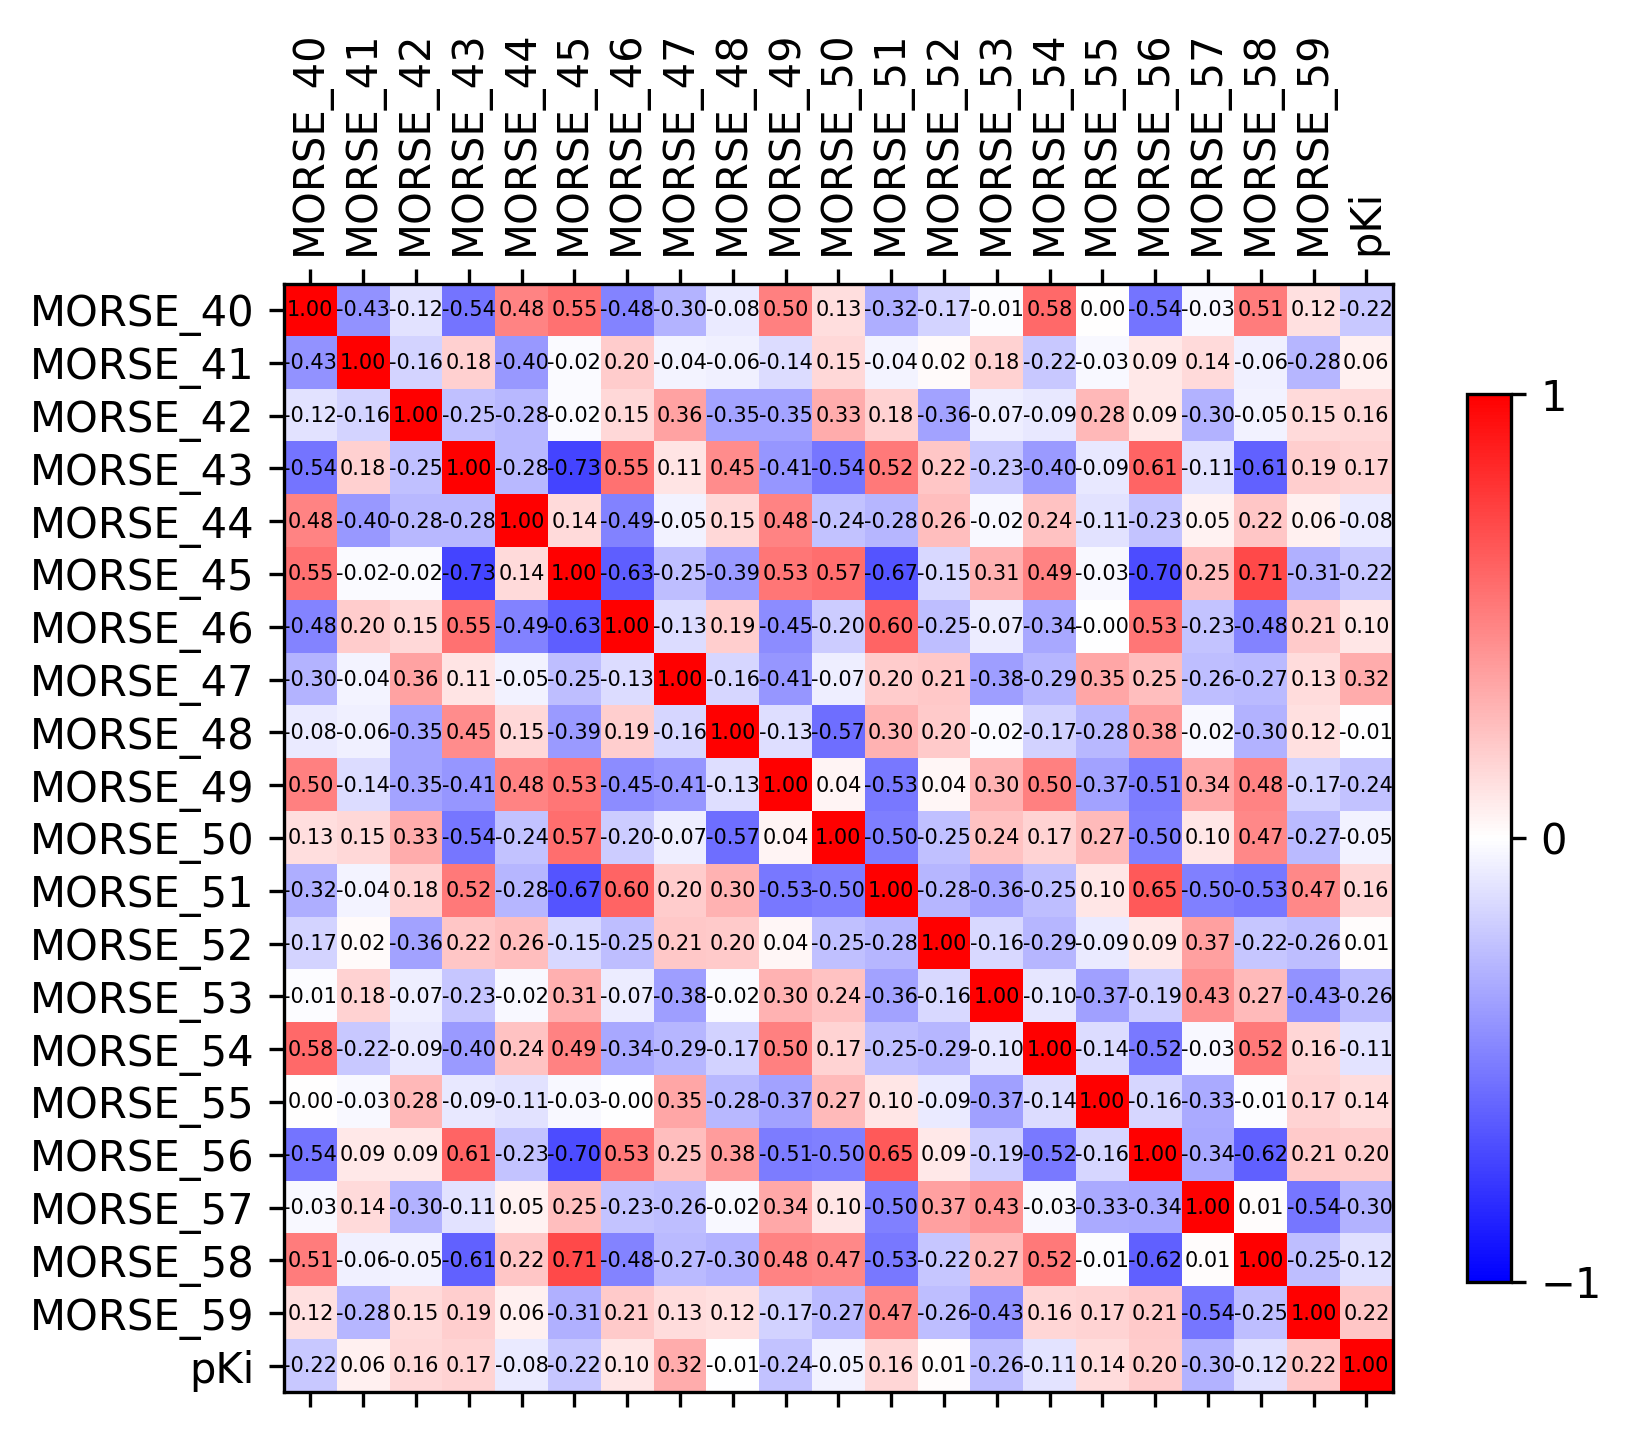 MORSE_40 MORSE_41 MORSE_42 MORSE_43 MORSE_44 MORSE_45 MORSE_46 MORSE_47 MORSE_48 MORSE_49 MORSE_50 MORSE_51 MORSE_52 MORSE_53 MORSE_54 MORSE_55 MORSE_56 MORSE_57 MORSE_58 MORSE_59 pKi
MORSE_40 1.00 -0.43 -0.12 -0.54 0.48 0.55 -0.48 -0.30 -0.08 0.50 0.13 -0.32 -0.17 -0.01 0.58 0.00 -0.54 -0.03 0.51 0.12 -0.22
MORSE_41 -0.43 1.00 -0.16 0.18 -0.40 -0.02 0.20 -0.04 -0.06 -0.14 0.15 -0.04 0.02 0.18 -0.22 -0.03 0.09 0.14 -0.06 -0.28 0.06
MORSE_42 -0.12 -0.16 1.00 -0.25 -0.28 -0.02 0.15 0.36 -0.35 -0.35 0.33 0.18 -0.36 -0.07 -0.09 0.28 0.09 -0.30 -0.05 0.15 0.16
MORSE_43 -0.54 0.18 -0.25 1.00 -0.28 -0.73 0.55 0.11 0.45 -0.41 -0.54 0.52 0.22 -0.23 -0.40 -0.09 0.61 -0.11 -0.61 0.19 0.17
MORSE_44 0.48 -0.40 -0.28 -0.28 1.00 0.14 -0.49 -0.05 0.15 0.48 -0.24 -0.28 0.26 -0.02 0.24 -0.11 -0.23 0.05 0.22 0.06 -0.08
MORSE_45 0.55 -0.02 -0.02 -0.73 0.14 1.00 -0.63 -0.25 -0.39 0.53 0.57 -0.67 -0.15 0.31 0.49 -0.03 -0.70 0.25 0.71 -0.31 -0.22
MORSE_46 -0.48 0.20 0.15 0.55 -0.49 -0.63 1.00 -0.13 0.19 -0.45 -0.20 0.60 -0.25 -0.07 -0.34 -0.00 0.53 -0.23 -0.48 0.21 0.10
MORSE_47 -0.30 -0.04 0.36 0.11 -0.05 -0.25 -0.13 1.00 -0.16 -0.41 -0.07 0.20 0.21 -0.38 -0.29 0.35 0.25 -0.26 -0.27 0.13 0.32
MORSE_48 -0.08 -0.06 -0.35 0.45 0.15 -0.39 0.19 -0.16 1.00 -0.13 -0.57 0.30 0.20 -0.02 -0.17 -0.28 0.38 -0.02 -0.30 0.12 -0.01
MORSE_49 0.50 -0.14 -0.35 -0.41 0.48 0.53 -0.45 -0.41 -0.13 1.00 0.04 -0.53 0.04 0.30 0.50 -0.37 -0.51 0.34 0.48 -0.17 -0.24
MORSE_50 0.13 0.15 0.33 -0.54 -0.24 0.57 -0.20 -0.07 -0.57 0.04 1.00 -0.50 -0.25 0.24 0.17 0.27 -0.50 0.10 0.47 -0.27 -0.05
MORSE_51 -0.32 -0.04 0.18 0.52 -0.28 -0.67 0.60 0.20 0.30 -0.53 -0.50 1.00 -0.28 -0.36 -0.25 0.10 0.65 -0.50 -0.53 0.47 0.16
MORSE_52 -0.17 0.02 -0.36 0.22 0.26 -0.15 -0.25 0.21 0.20 0.04 -0.25 -0.28 1.00 -0.16 -0.29 -0.09 0.09 0.37 -0.22 -0.26 0.01
MORSE_53 -0.01 0.18 -0.07 -0.23 -0.02 0.31 -0.07 -0.38 -0.02 0.30 0.24 -0.36 -0.16 1.00 -0.10 -0.37 -0.19 0.43 0.27 -0.43 -0.26
MORSE_54 0.58 -0.22 -0.09 -0.40 0.24 0.49 -0.34 -0.29 -0.17 0.50 0.17 -0.25 -0.29 -0.10 1.00 -0.14 -0.52 -0.03 0.52 0.16 -0.11
MORSE_55 0.00 -0.03 0.28 -0.09 -0.11 -0.03 -0.00 0.35 -0.28 -0.37 0.27 0.10 -0.09 -0.37 -0.14 1.00 -0.16 -0.33 -0.01 0.17 0.14
MORSE_56 -0.54 0.09 0.09 0.61 -0.23 -0.70 0.53 0.25 0.38 -0.51 -0.50 0.65 0.09 -0.19 -0.52 -0.16 1.00 -0.34 -0.62 0.21 0.20
MORSE_57 -0.03 0.14 -0.30 -0.11 0.05 0.25 -0.23 -0.26 -0.02 0.34 0.10 -0.50 0.37 0.43 -0.03 -0.33 -0.34 1.00 0.01 -0.54 -0.30
MORSE_58 0.51 -0.06 -0.05 -0.61 0.22 0.71 -0.48 -0.27 -0.30 0.48 0.47 -0.53 -0.22 0.27 0.52 -0.01 -0.62 0.01 1.00 -0.25 -0.12
MORSE_59 0.12 -0.28 0.15 0.19 0.06 -0.31 0.21 0.13 0.12 -0.17 -0.27 0.47 -0.26 -0.43 0.16 0.17 0.21 -0.54 -0.25 1.00 0.22
pKi -0.22 0.06 0.16 0.17 -0.08 -0.22 0.10 0.32 -0.01 -0.24 -0.05 0.16 0.01 -0.26 -0.11 0.14 0.20 -0.30 -0.12 0.22 1.00
1
0
−1